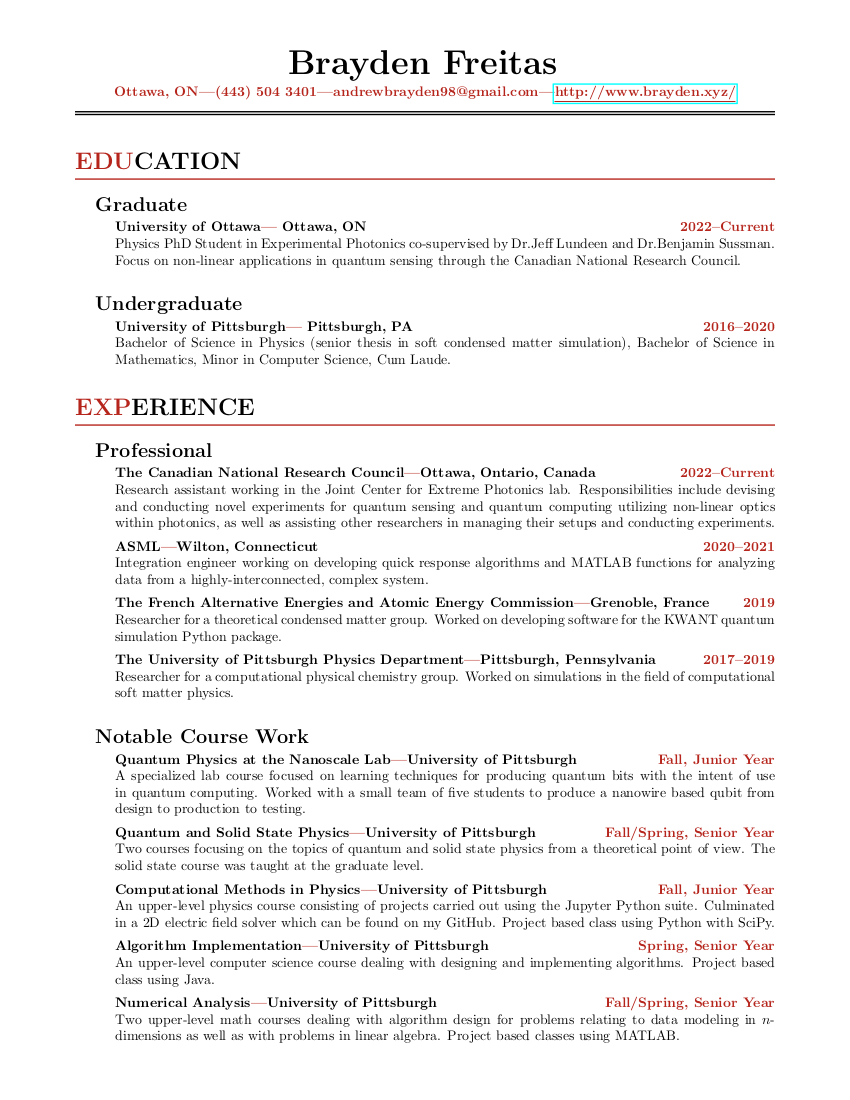 Brayden Freitas
Ottawa, ON—(443) 504 3401—andrewbrayden98@gmail.com—http://www.brayden.xyz/
EDUCATION
Graduate
University of Ottawa— Ottawa, ON 2022–Current
Physics PhD Student in Experimental Photonics co-supervised by Dr.Jeff Lundeen and Dr.Benjamin Sussman.
Focus on non-linear applications in quantum sensing through the Canadian National Research Council.
Undergraduate
University of Pittsburgh— Pittsburgh, PA 2016–2020
Bachelor of Science in Physics (senior thesis in soft condensed matter simulation), Bachelor of Science in
Mathematics, Minor in Computer Science, Cum Laude.
EXPERIENCE
Professional
The Canadian National Research Council—Ottawa, Ontario, Canada 2022–Current
Research assistant working in the Joint Center for Extreme Photonics lab. Responsibilities include devising
and conducting novel experiments for quantum sensing and quantum computing utilizing non-linear optics
within photonics, as well as assisting other researchers in managing their setups and conducting experiments.
ASML—Wilton, Connecticut 2020–2021
Integration engineer working on developing quick response algorithms and MATLAB functions for analyzing
data from a highly-interconnected, complex system.
The French Alternative Energies and Atomic Energy Commission—Grenoble, France 2019
Researcher for a theoretical condensed matter group. Worked on developing software for the KWANT quantum
simulation Python package.
The University of Pittsburgh Physics Department—Pittsburgh, Pennsylvania 2017–2019
Researcher for a computational physical chemistry group. Worked on simulations in the field of computational
soft matter physics.
Notable Course Work
Quantum Physics at the Nanoscale Lab—University of Pittsburgh Fall, Junior Year
A specialized lab course focused on learning techniques for producing quantum bits with the intent of use
in quantum computing. Worked with a small team of five students to produce a nanowire based qubit from
design to production to testing.
Quantum and Solid State Physics—University of Pittsburgh Fall/Spring, Senior Year
Two courses focusing on the topics of quantum and solid state physics from a theoretical point of view. The
solid state course was taught at the graduate level.
Computational Methods in Physics—University of Pittsburgh Fall, Junior Year
An upper-level physics course consisting of projects carried out using the Jupyter Python suite. Culminated
in a 2D electric field solver which can be found on my GitHub. Project based class using Python with SciPy.
Algorithm Implementation—University of Pittsburgh Spring, Senior Year
An upper-level computer science course dealing with designing and implementing algorithms. Project based
class using Java.
Numerical Analysis—University of Pittsburgh Fall/Spring, Senior Year
Two upper-level math courses dealing with algorithm design for problems relating to data modeling in n-
dimensions as well as with problems in linear algebra. Project based classes using MATLAB.